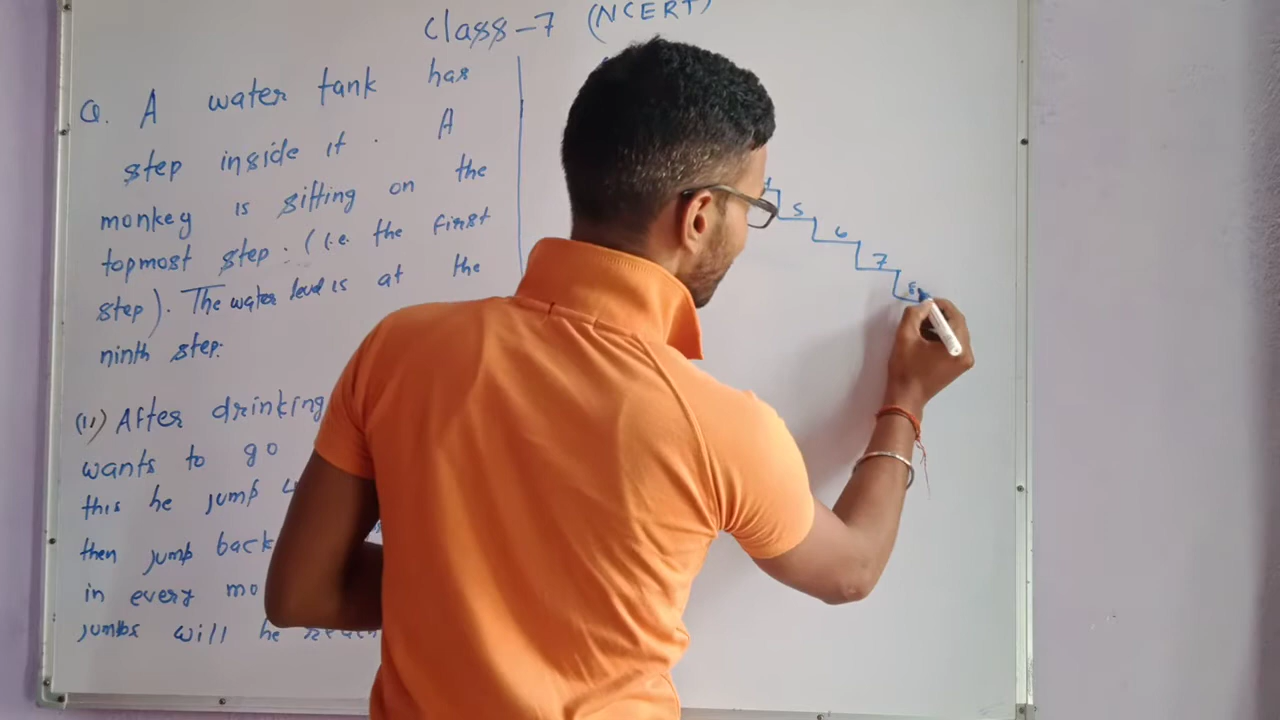 Class-7 (NCERT)
Q. A water tank has
step inside it. A
monkey is sitting on the
topmost step. (i.e. the first
step). The water level is at the
ninth step.
(ii) After drinking
wants to go
this he jump
then jump back
in every mo
jumbs will he reach
5
6
7
8